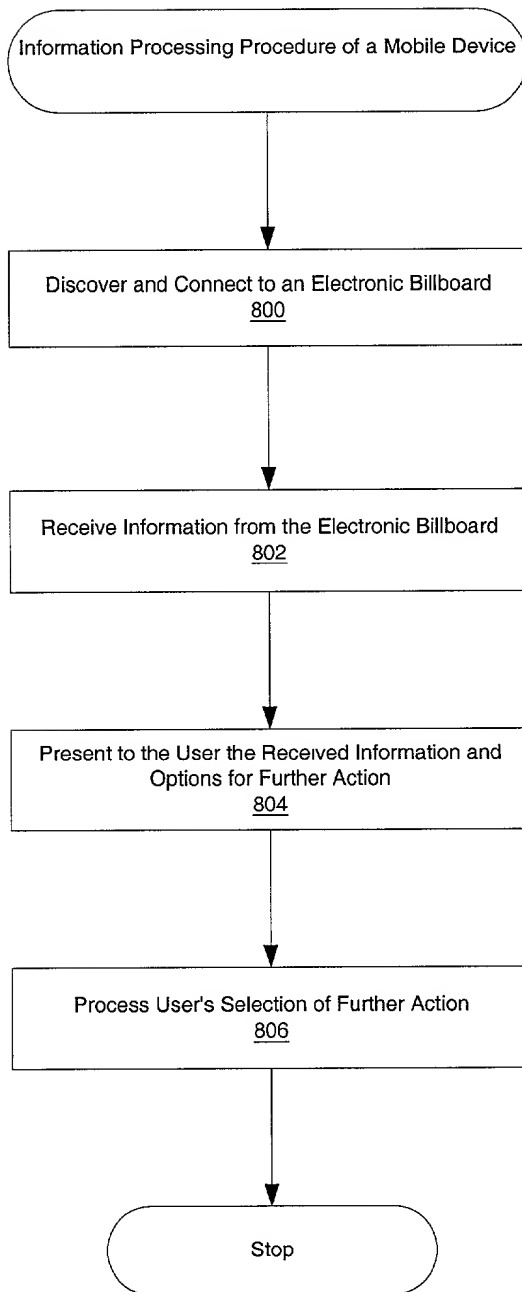 Information Processing Procedure of a Mobile Device
Discover and Connect to an Electronic Billboard
800
Receive Information from the Electronic Billboard
802
Present to the User the Received Information and
Options for Further Action
804
Process User's Selection of Further Action
806
Stop